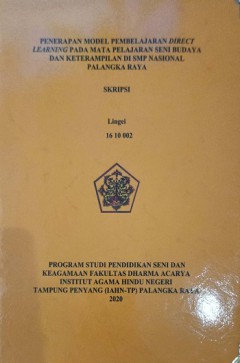 PENERAPAN MODEL PEMBELAJARAN DIRECT
LEARNING PADA MATA PELAJARAN SENI BUDAYA
DAN KETERAMPILAN DI SMP NASIONAL
PALANGKA RAYA
SKRIPSI
Lingei
16 10 002
PROGRAM STUDI PENDIDIKAN SENI DAN
KEAGAMAAN FAKULTAS DHARMA ACARYA
INSTITUT AGAMA HINDU NEGERI
TAMPUNG PENYANG (IAHN-TP) PALANGKA RAYA
2020